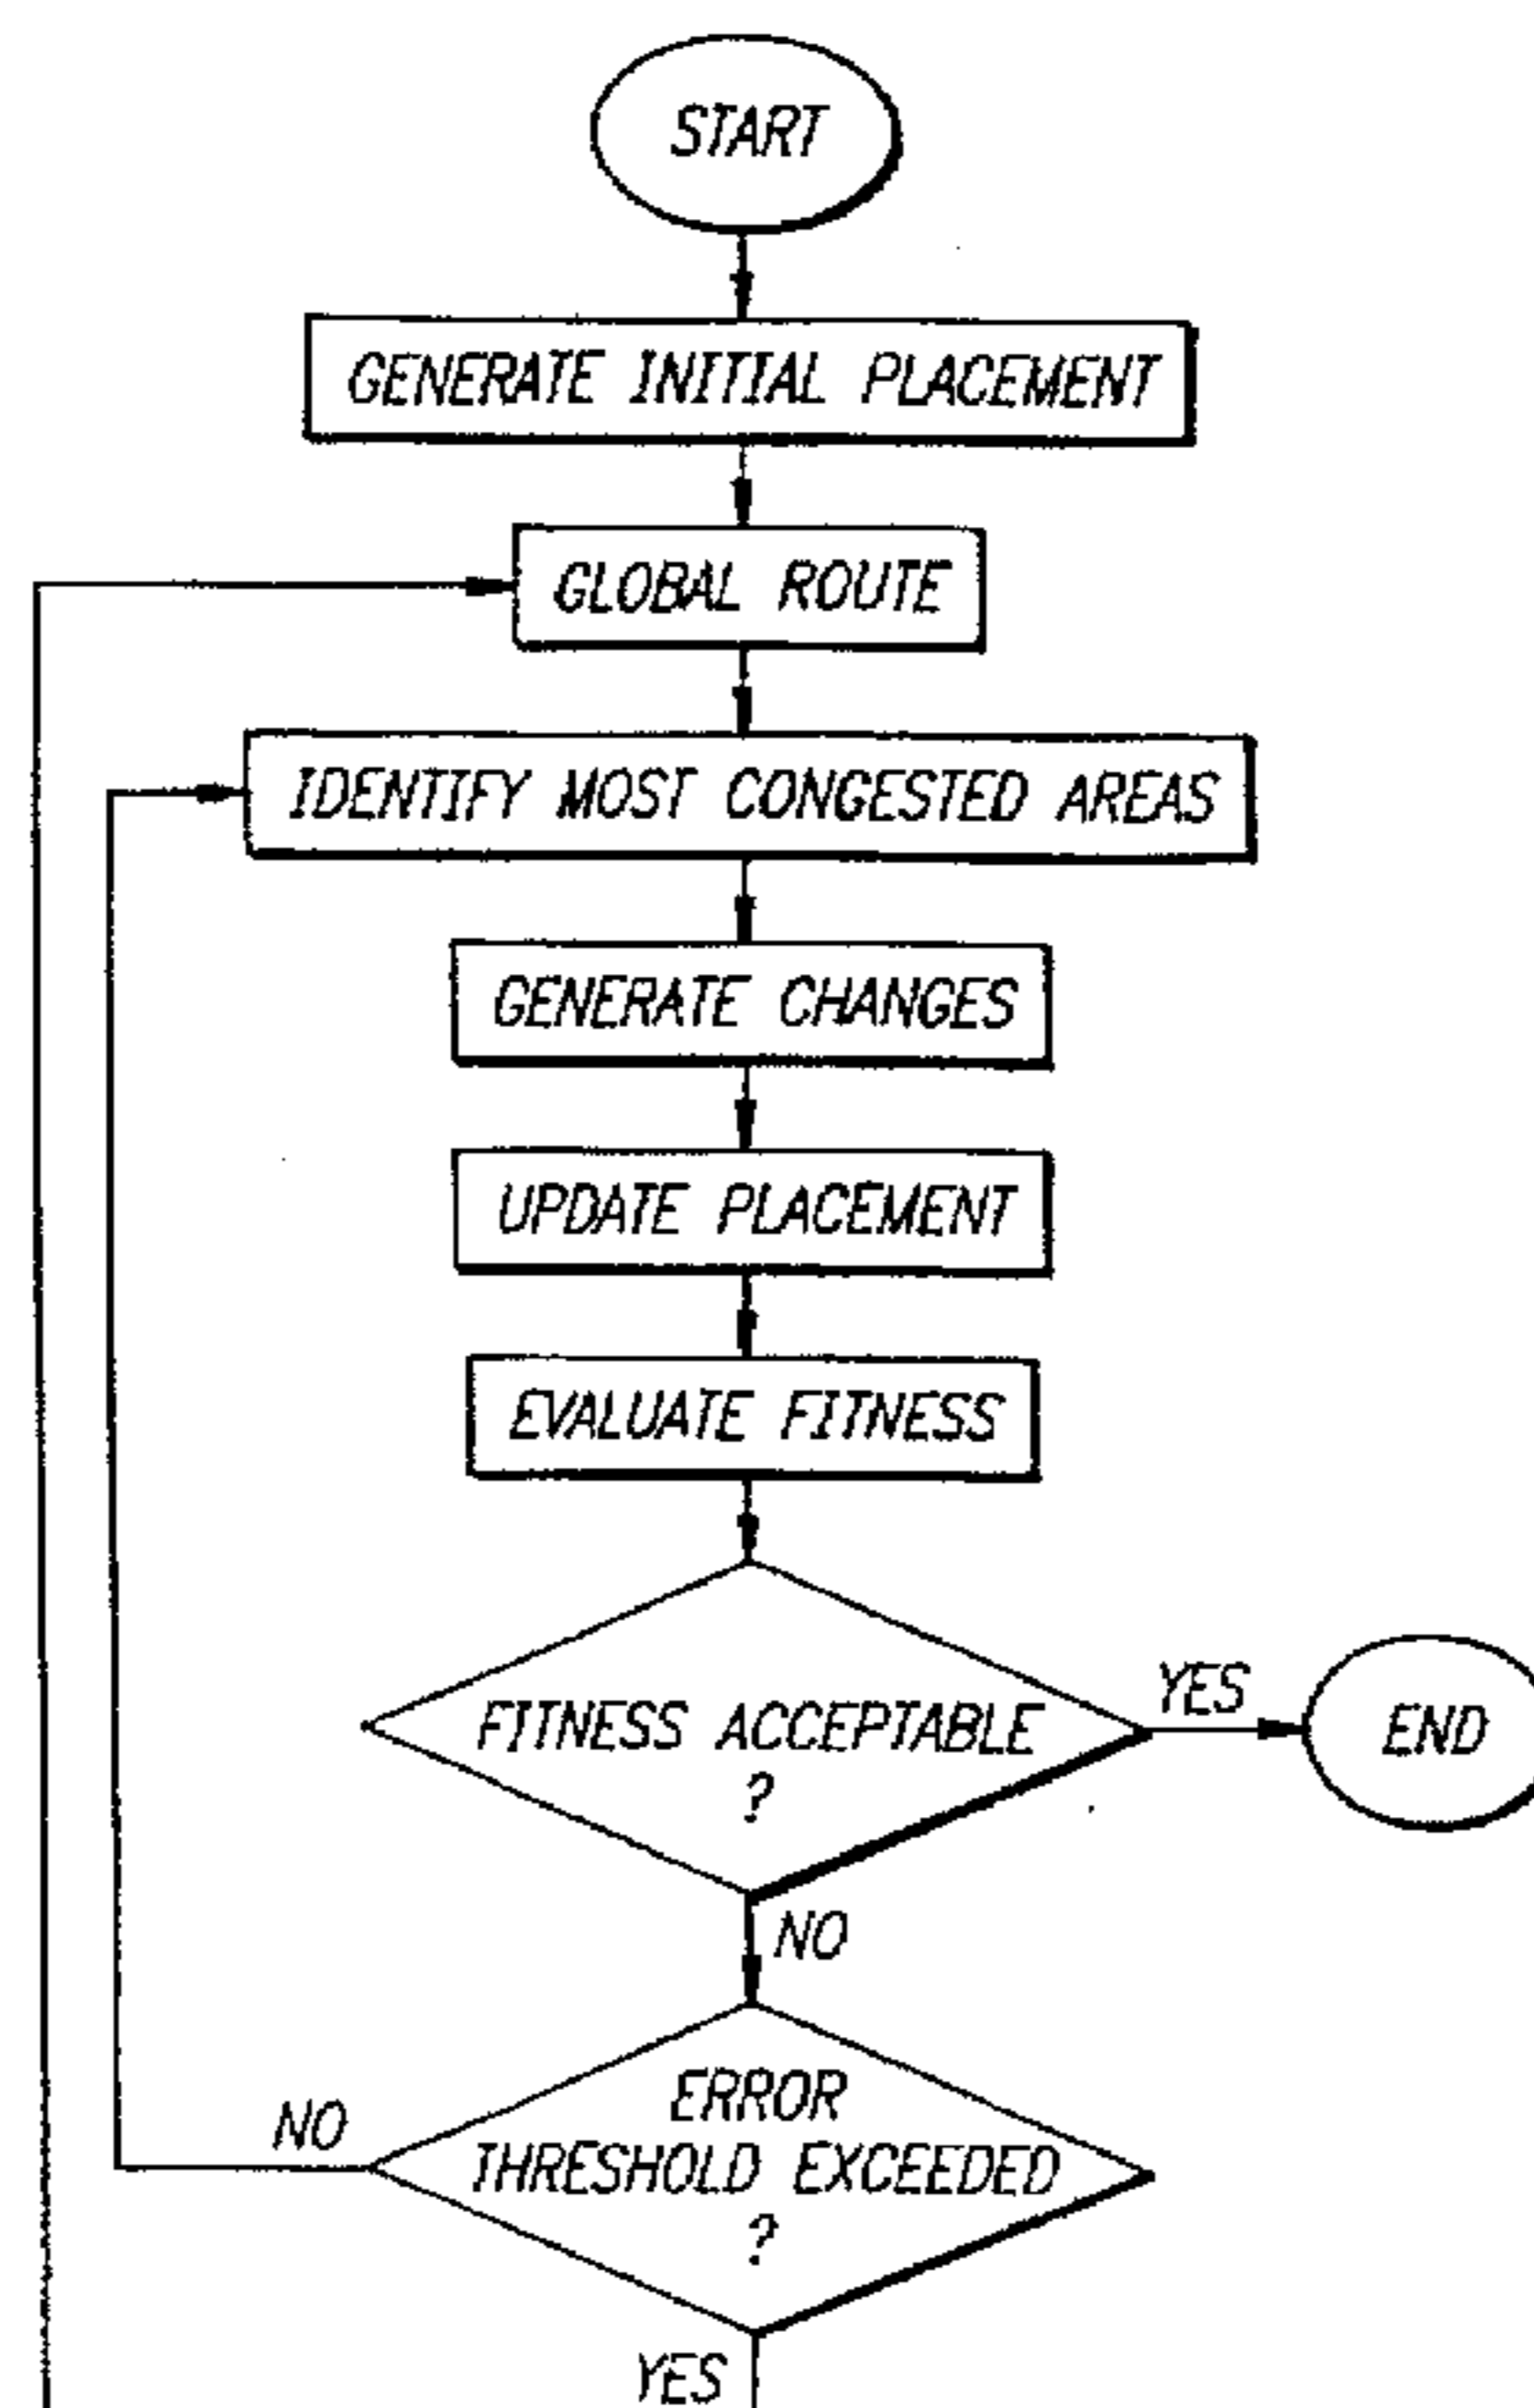 START
GENERATE INITIAL PLACEMENT
GLOBAL ROUTE
IDENTIFY MOST CONGESTED AREAS
GENERATE CHANGES
UPDATE PLACEMENT
EVALUATE FITNESS
FITNESS ACCEPTABLE
?
YES
END
NO
ERROR
THRESHOLD EXCEEDED
?
NO
YES